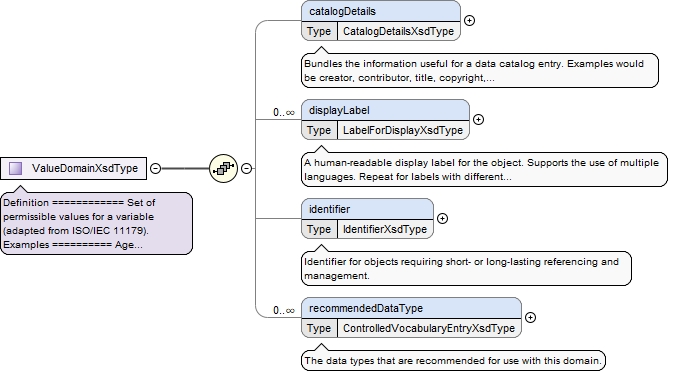 catalogDetails
Type CatalogDetailsXsdType
Bundles the information useful for a data catalog entry. Examples would
be creator, contributor, title, copyright,...
0..∞
displayLabel
Type LabelForDisplayXsdType
A human-readable display label for the object. Supports the use of multiple
languages. Repeat for labels with different...
ValueDomainXsdType
Definition ============ Set of
permissible values for a variable
(adapted from ISO/IEC 11179).
Examples ========== Age...
identifier
Type IdentifierXsdType
Identifier for objects requiring short- or long-lasting referencing and
management.
0..∞
recommendedDataType
Type ControlledVocabularyEntryXsdType
The data types that are recommended for use with this domain.